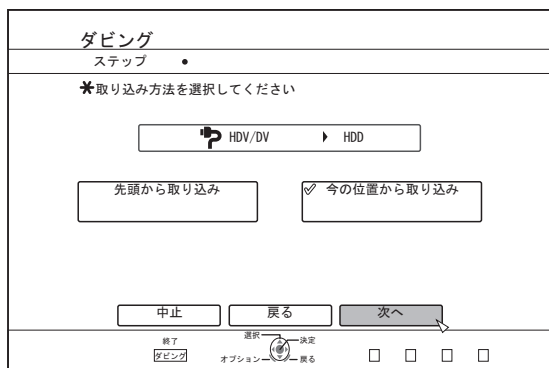 ダビング
ステップ
取り込み方法を選択してください
HDV/DV HDD
先頭から取り込み
今の位置から取り込み
中止 戻る 次へ
終了
ダビング
選択
決定
オプション
戻る